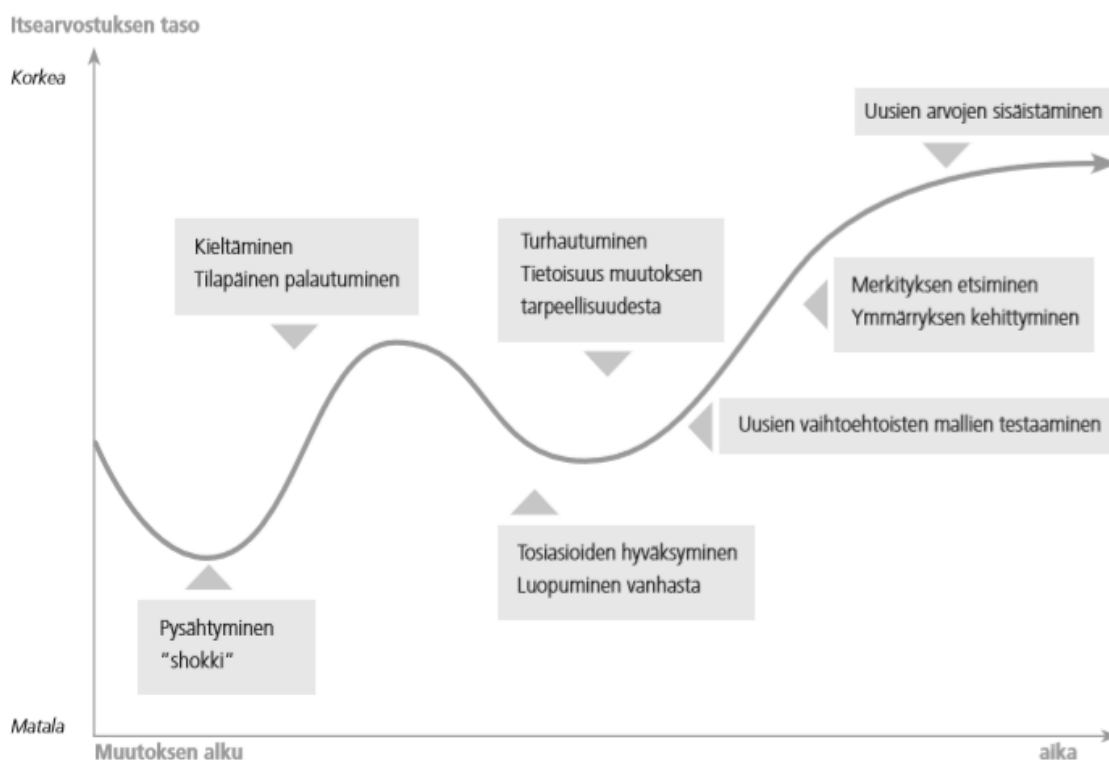 Itsearvostuksen taso
Korkea
Uusien arvojen sisäistäminen
Kieltäminen
Tilapäinen palautuminen
Turhautuminen
Tietoisuus muutoksen
tarpeellisuudesta
Merkityksen etsiminen
Ymmärryksen kehittyminen
Uusien vaihtoehtoisten mallien testaaminen
Tosiasioiden hyväksyminen
Luopuminen vanhasta
Pysähtyminen
"shokki"
Matala
Muutoksen alku
aika